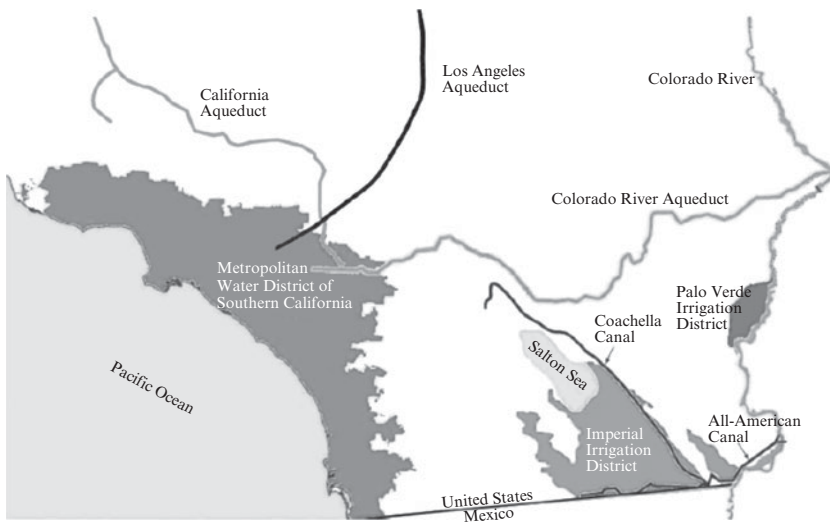 Los Angeles
Aqueduct
Colorado River
California
Aqueduct
Colorado River Aqueduct
Metropolitan
Water District of
Southern California
Palo Verde
Irrigation
District
Coachella
Canal
Salton Sea
Pacific Ocean
All-American
Canal
Imperial
Irrigation
District
United States
Mexico